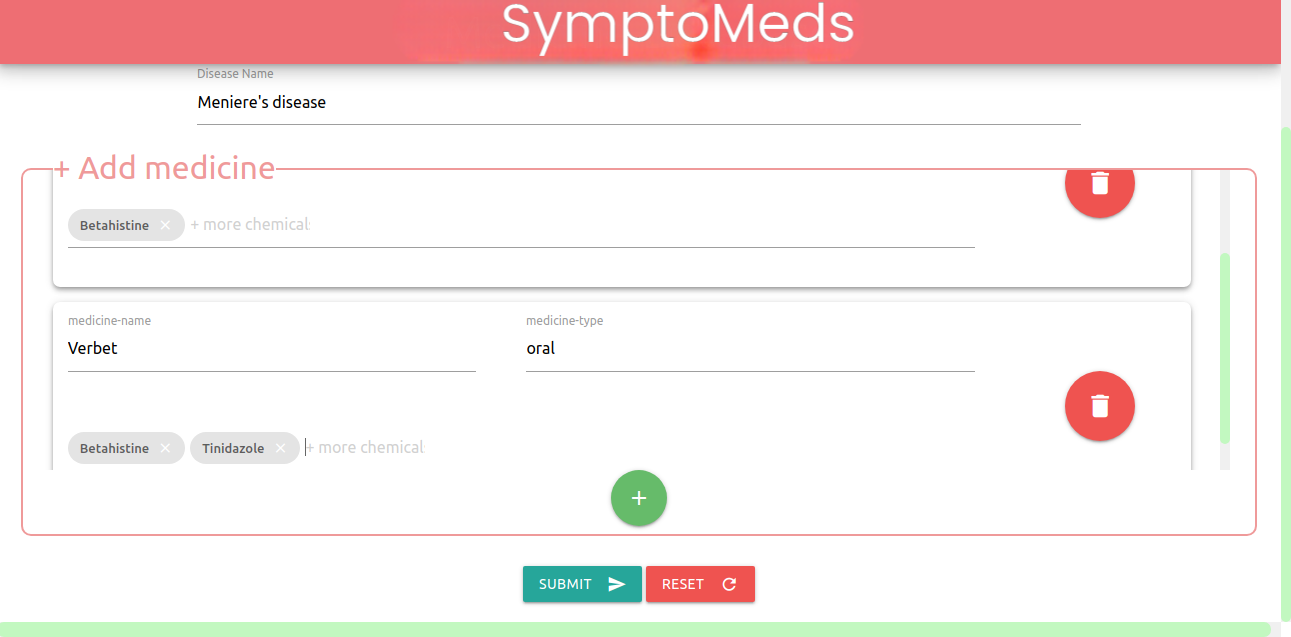 SymptoMeds
Disease Name
Meniere's disease
+ Add medicine
Betahistine × + more chemical
medicine-name medicine-type
Verbet oral
Betahistine × Tinidazole × + more chemical
+
SUBMIT RESET